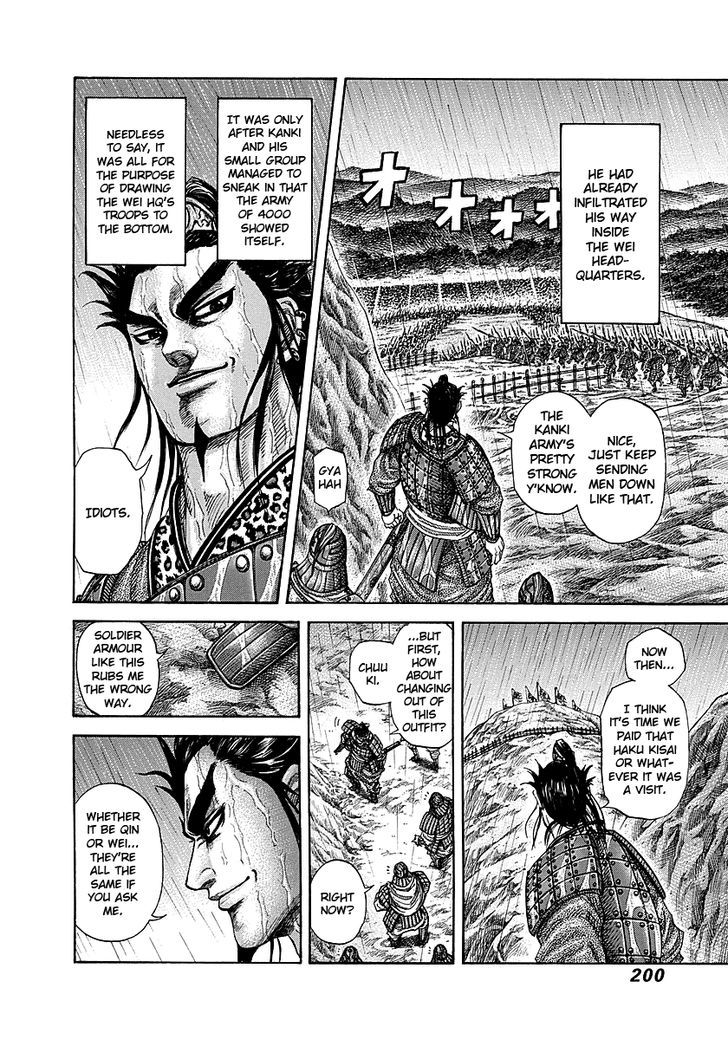 HE HAD
ALREADY
INFILTRATED
HIS WAY
INSIDE
THE WEI
HEAD-
QUARTERS.
オ
オ
オ
オ
NICE,
JUST KEEP
SENDING
MEN DOWN
LIKE THAT.
THE
KANKI
ARMY'S
PRETTY
STRONG
Y'KNOW.
GYA
HAH
IT WAS ONLY
AFTER KANKI
AND HIS
SMALL GROUP
MANAGED TO
SNEAK IN THAT
THE ARMY
OF 4000
SHOWED
ITSELF.
NEEDLESS
TO SAY, IT
WAS ALL FOR
THE PURPOSE
OF DRAWING
THE WEI HQ'S
TROOPS TO
THE BOTTOM.
IDIOTS.
NOW
THEN...
I THINK
IT'S TIME WE
PAID THAT
HAKU KISAI
OR WHAT-
EVER IT WAS
A VISIT.
...BUT
FIRST,
HOW
ABOUT
CHANGING
OUT OF
THIS
OUTFIT?
CHUU
KI.
RIGHT
NOW?
SOLDIER
ARMOUR
LIKE THIS
RUBS ME
THE WRONG
WAY.
WHETHER
IT BE QIN
OR WEI...
THEY'RE
ALL THE
SAME IF
YOU ASK
ME.
200